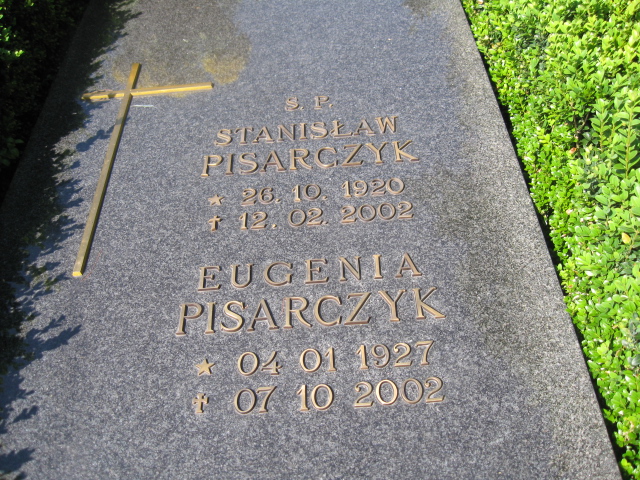 Ś. P.
STANISŁAW
PISARCZYK
* 26. 10. 1920
✝ 12. 02. 2002
EUGENIA
PISARCZYK
* 04 01 1927
✝ 07 10 2002